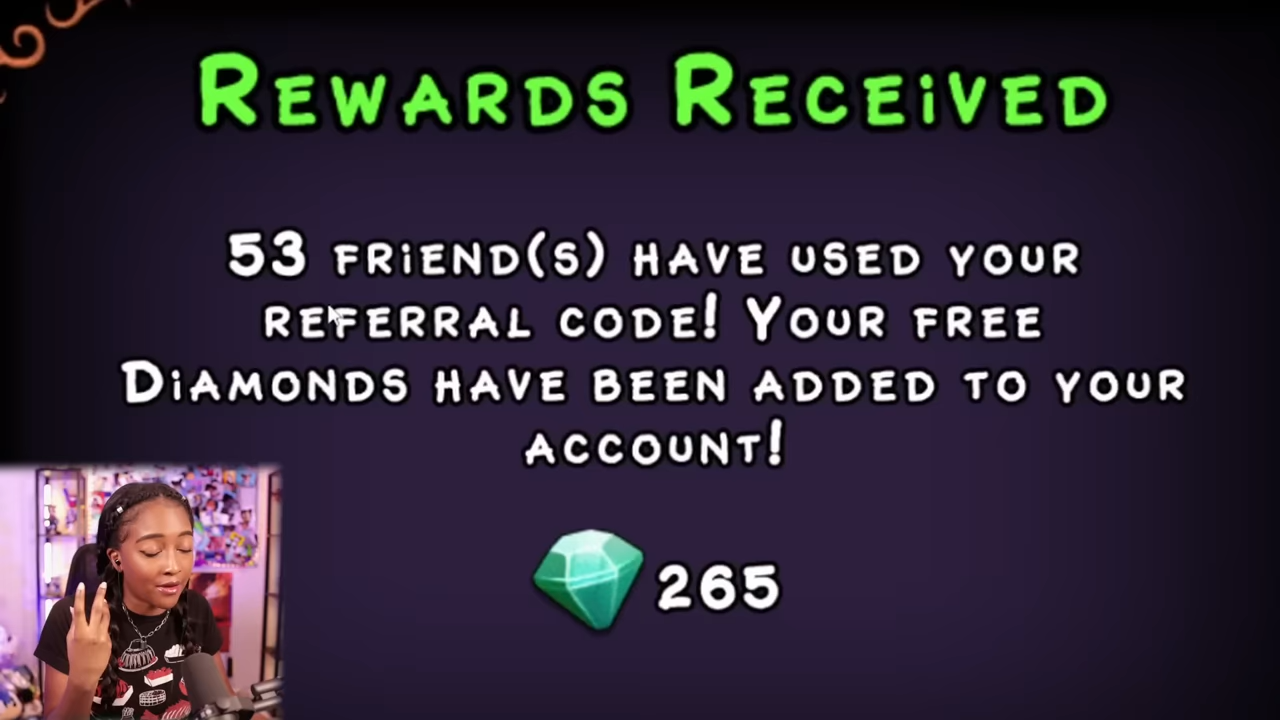 Rewards Received
53 friend(s) have used your
referral code! Your free
Diamonds have been added to your
account!
265